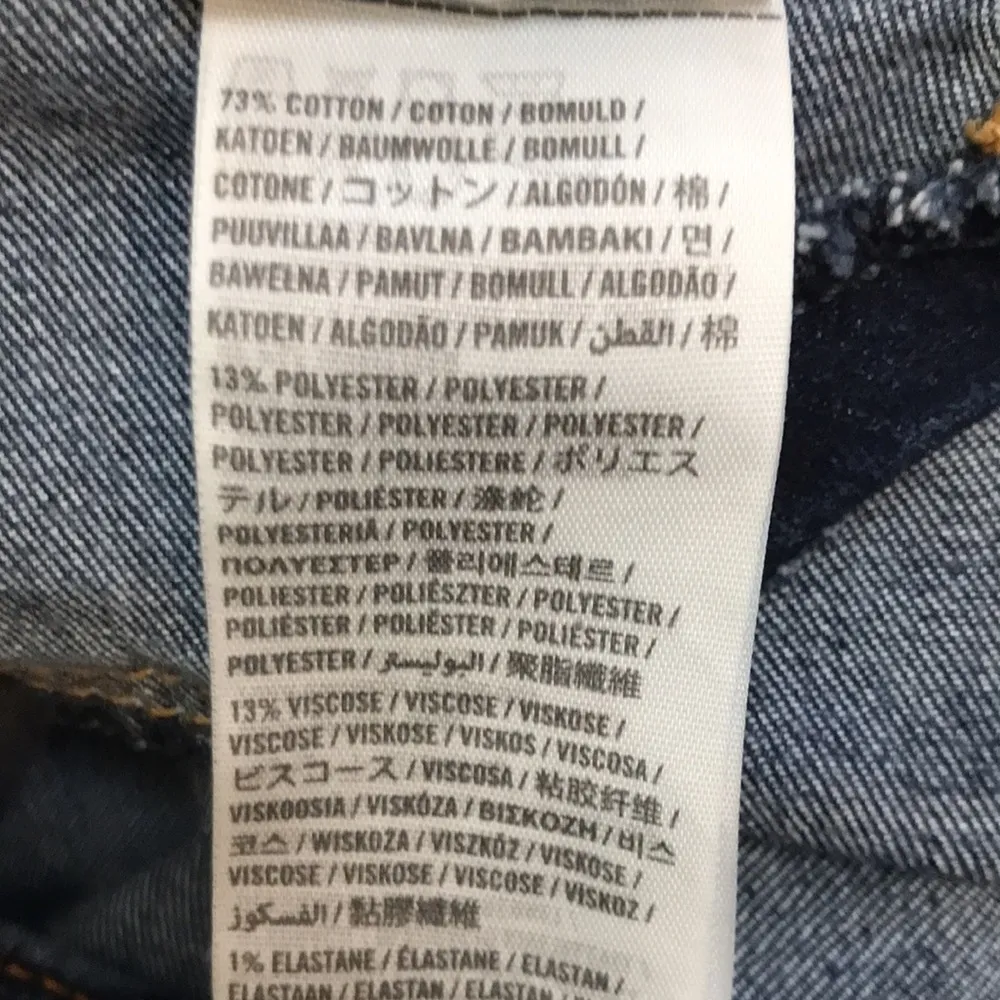 73% COTTON / COTON / BOMULD /
KATOEN / BAUMWOLLE / BOMULL /
COTONE / コットン / ALGODÓN / 棉 /
PUUVILLAA / BAVLNA / BAMBAKI / 면 /
BAWEŁNA / PAMUT / BOMULL / ALGODÃO /
KATOEN / ALGODÃO / PAMUK / القطن / 棉
13% POLYESTER / POLYESTER /
POLYESTER / POLYESTER / POLYESTER /
POLYESTER / POLIESTERE / ポリエス
テル / POLIÉSTER / 涤纶 /
POLYESTERIÄ / POLYESTER /
ΠΟΛΥΕΣΤΕΡ / 폴리에스테르 /
POLIESTER / POLIÉSZTER / POLYESTER /
POLIÉSTER / POLIÉSTER / POLIÉSTER /
POLYESTER / البوليستر / 聚脂纖維
13% VISCOSE / VISCOSE / VISKOSE /
VISCOSE / VISKOSE / VISKOS / VISCOSA /
ビスコース / VISCOSA / 粘胶纤维 /
VISKOOSIA / VISKÓZA / ΒΙΣΚΟΖΗ / 비스
코스 / WISKOZA / VISZKÓZ / VISKOSE /
VISCOSE / VISKOSE / VISCOSE / VISKOZ /
الفسكوز / 黏膠纖維
1% ELASTANE / ÉLASTANE / ELASTAN /
ELASTAAN / ELASTAN / ELASTAN /